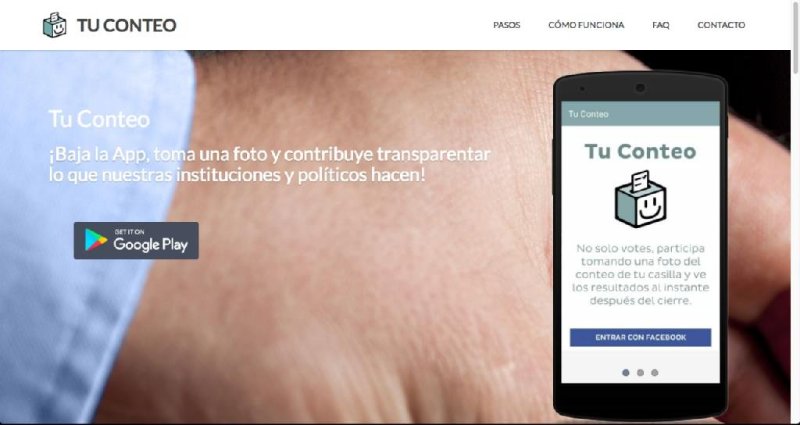 TU CONTEO
PASOS
CÓMO FUNCIONA
FAQ
CONTACTO
Tu Conteo
¡Baja la App, toma una foto y contribuye transparentar
lo que nuestras instituciones y políticos hacen!
GET IT ON
Google Play
Tu Conteo
Tu Conteo
No solo votes, participa
tomando una foto del
conteo de tu casilla y ve
los resultados al instante
después del cierre.
ENTRAR CON FACEBOOK